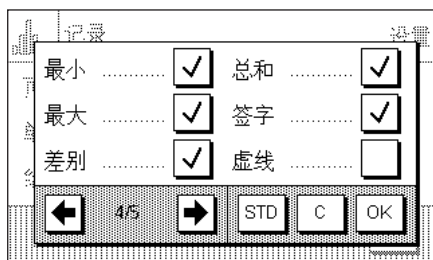 记录 设置
最小 ............ 总和 ............
最大 ............ 签字 ............
差别 ............ 虚线 ............
4/5 STD C OK